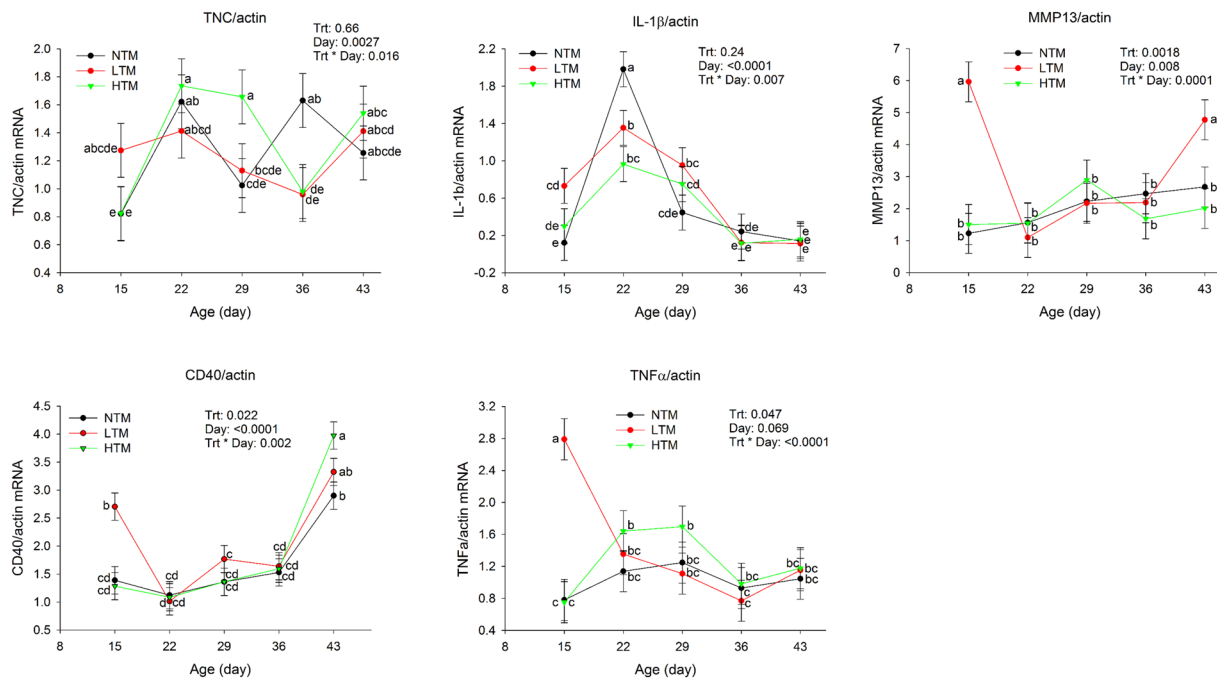 TNC/actin
Trt: 0.66
Day: 0.0027
Trt * Day: 0.016
NTM
LTM
HTM
TNC/actin mRNA
2.0
1.8
1.6
1.4
1.2
1.0
0.8
0.6
0.4
abcde
e
e
a
ab
abcd
a
bcde
cde
ab
de
de
abc
abcd
abcde
8
15
22
29
36
43
Age (day)
IL-1β/actin
Trt: 0.24
Day: <0.0001
Trt * Day: 0.007
NTM
LTM
HTM
IL-1b/actin mRNA
2.2
1.8
1.4
1.0
0.6
0.2
-0.2
cd
de
e
a
b
bc
bc
cd
cde
de
e
e
e
e
e
8
15
22
29
36
43
Age (day)
MMP13/actin
Trt: 0.0018
Day: 0.008
Trt * Day: 0.0001
NTM
LTM
HTM
MMP13/actin mRNA
7
6
5
4
3
2
1
0
a
b
b
b
b
b
b
b
b
b
b
b
a
b
b
8
15
22
29
36
43
Age (day)
CD40/actin
Trt: 0.022
Day: <0.0001
Trt * Day: 0.002
NTM
LTM
HTM
CD40/actin mRNA
4.5
4.0
3.5
3.0
2.5
2.0
1.5
1.0
0.5
b
cd
cd
cd
d
cd
c
cd
cd
cd
cd
cd
a
ab
b
8
15
22
29
36
43
Age (day)
TNFα/actin
Trt: 0.047
Day: 0.069
Trt * Day: <0.0001
NTM
LTM
HTM
TNFa/actin mRNA
3.2
2.8
2.4
2.0
1.6
1.2
0.8
0.4
a
c
c
b
bc
bc
b
bc
bc
bc
c
c
bc
bc
bc
8
15
22
29
36
43
Age (day)